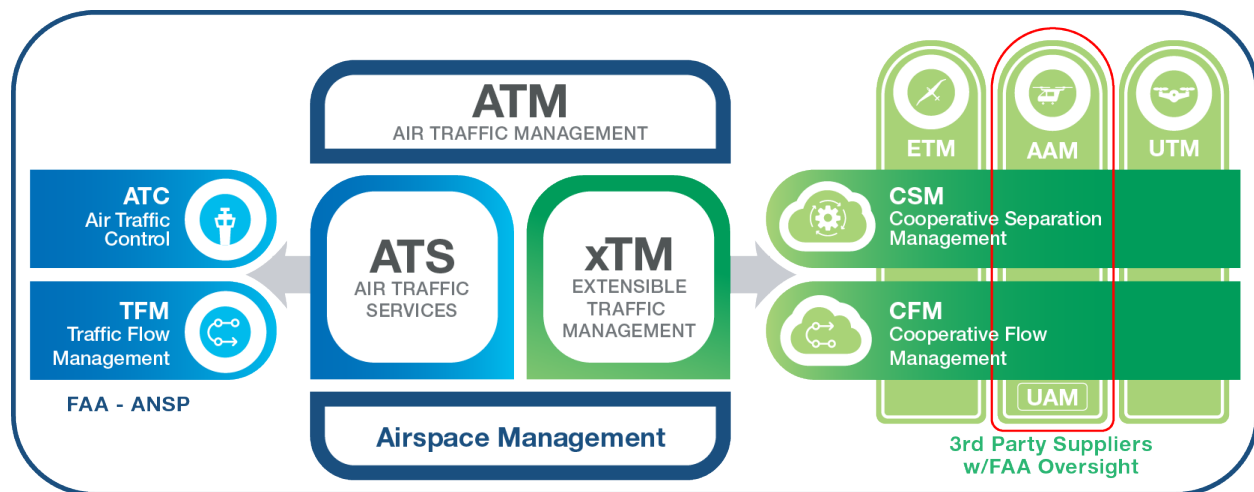 ATM
AIR TRAFFIC MANAGEMENT
ATC
Air Traffic
Control
TFM
Traffic Flow
Management
FAA - ANSP
ATS
AIR TRAFFIC
SERVICES
xTM
EXTENSIBLE
TRAFFIC
MANAGEMENT
Airspace Management
ETM
AAM
UTM
CSM
Cooperative Separation
Management
CFM
Cooperative Flow
Management
UAM
3rd Party Suppliers
w/FAA Oversight